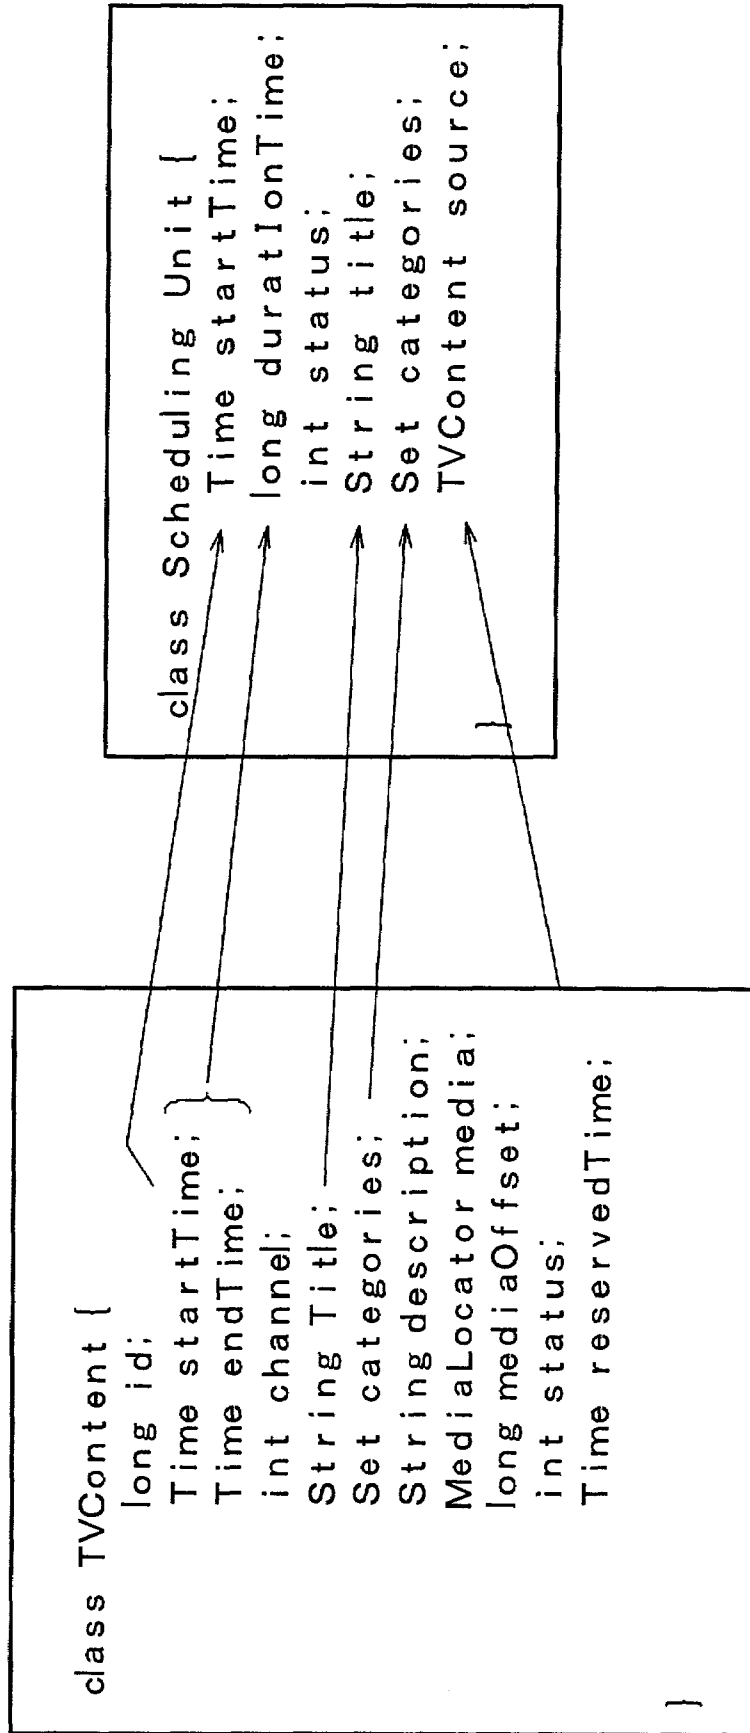 class TVContent {
long id;
Time startTime;
Time endTime;
int channel;
String Title;
Set categories;
String description;
MediaLocator media;
long mediaOffset;
int status;
Time reservedTime;
}
class Scheduling Unit {
Time startTime;
long duratIonTime;
int status;
String title;
Set categories;
TVContent source;
}